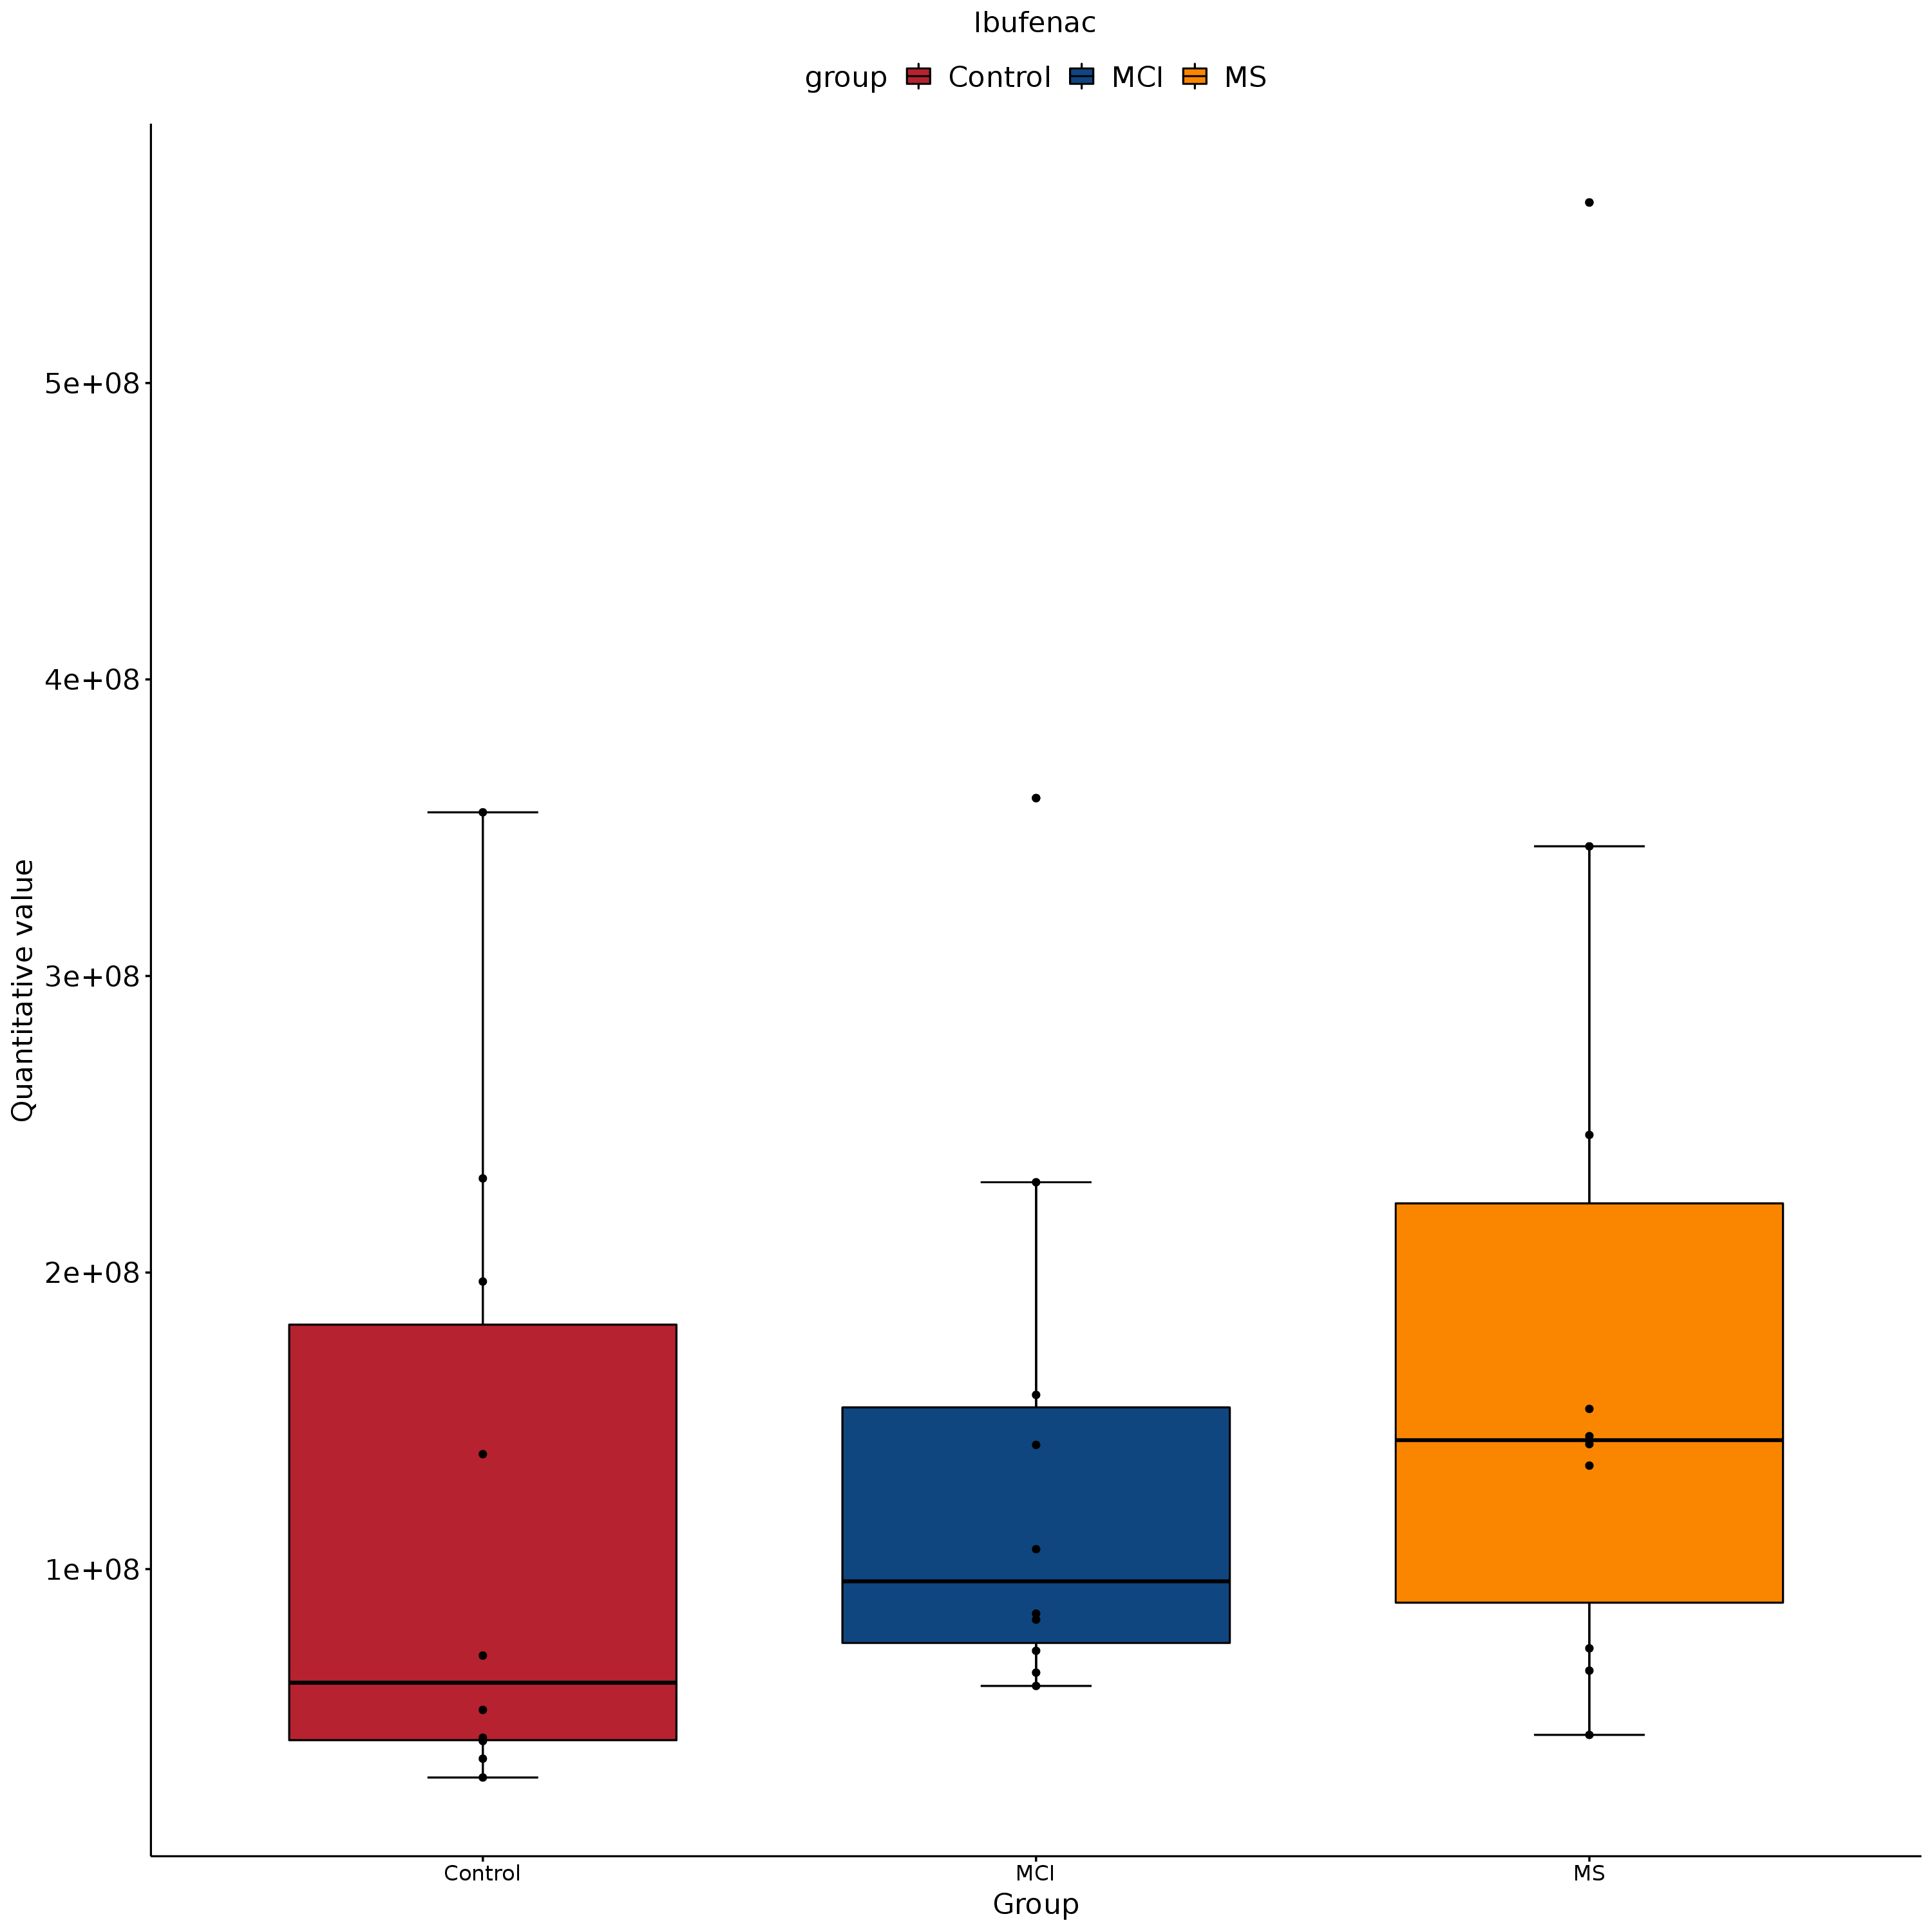 Ibufenac
group Control MCI MS
Quantitative value
5e+08
4e+08
3e+08
2e+08
1e+08
Control MCI MS
Group